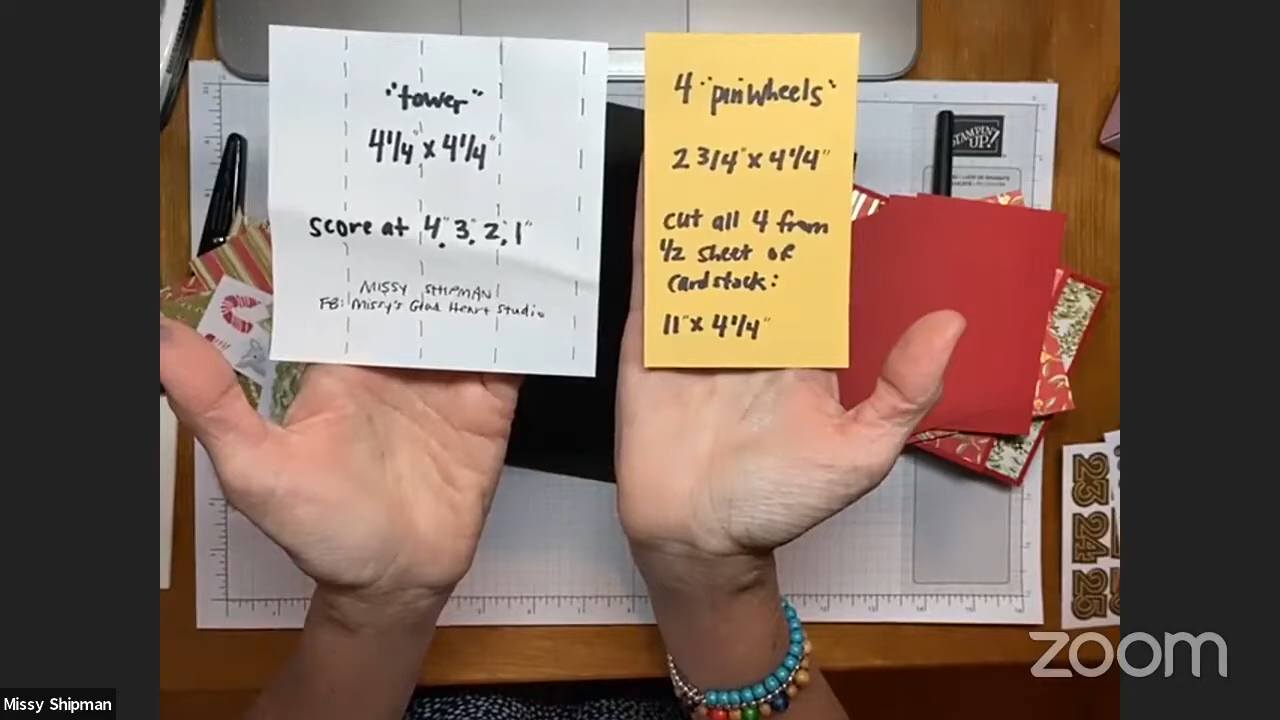 "tower"
4 1/4" x 4 1/4"
score at 4", 3", 2", 1"
MISSY SHIPMAN
FB: Missy's Glad Heart Studio
4 "pinwheels"
2 3/4" x 4 1/4"
cut all 4 from
1/2 sheet of
cardstock:
11" x 4 1/4"
STAMPIN' UP!
23
24
25
zoom
Missy Shipman